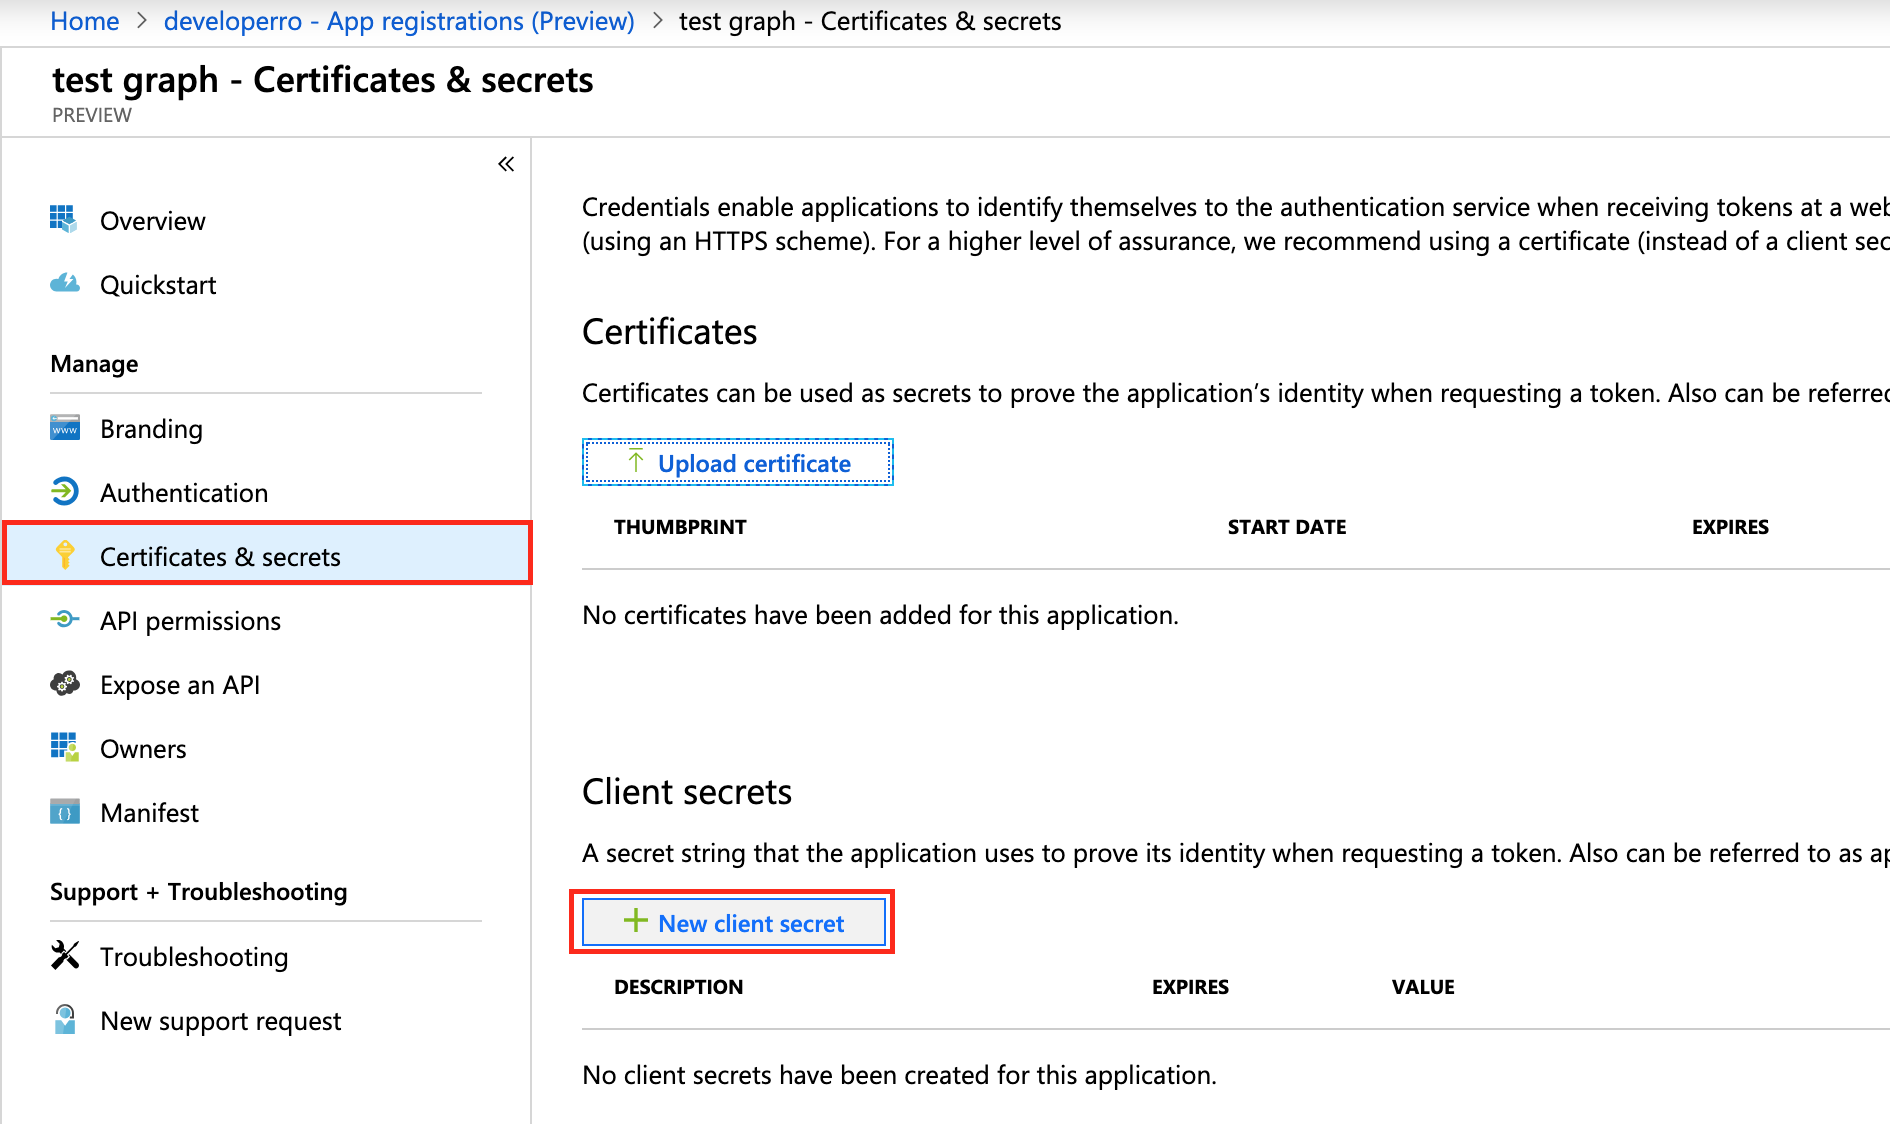 Home > developerro - App registrations (Preview) > test graph - Certificates & secrets
test graph - Certificates & secrets
PREVIEW
«
Overview
Quickstart
Manage
Branding
Authentication
Certificates & secrets
API permissions
Expose an API
Owners
Manifest
Support + Troubleshooting
Troubleshooting
New support request
Credentials enable applications to identify themselves to the authentication service when receiving tokens at a web
(using an HTTPS scheme). For a higher level of assurance, we recommend using a certificate (instead of a client sec
Certificates
Certificates can be used as secrets to prove the application’s identity when requesting a token. Also can be referred
Upload certificate
THUMBPRINT START DATE EXPIRES
No certificates have been added for this application.
Client secrets
A secret string that the application uses to prove its identity when requesting a token. Also can be referred to as ap
New client secret
DESCRIPTION EXPIRES VALUE
No client secrets have been created for this application.